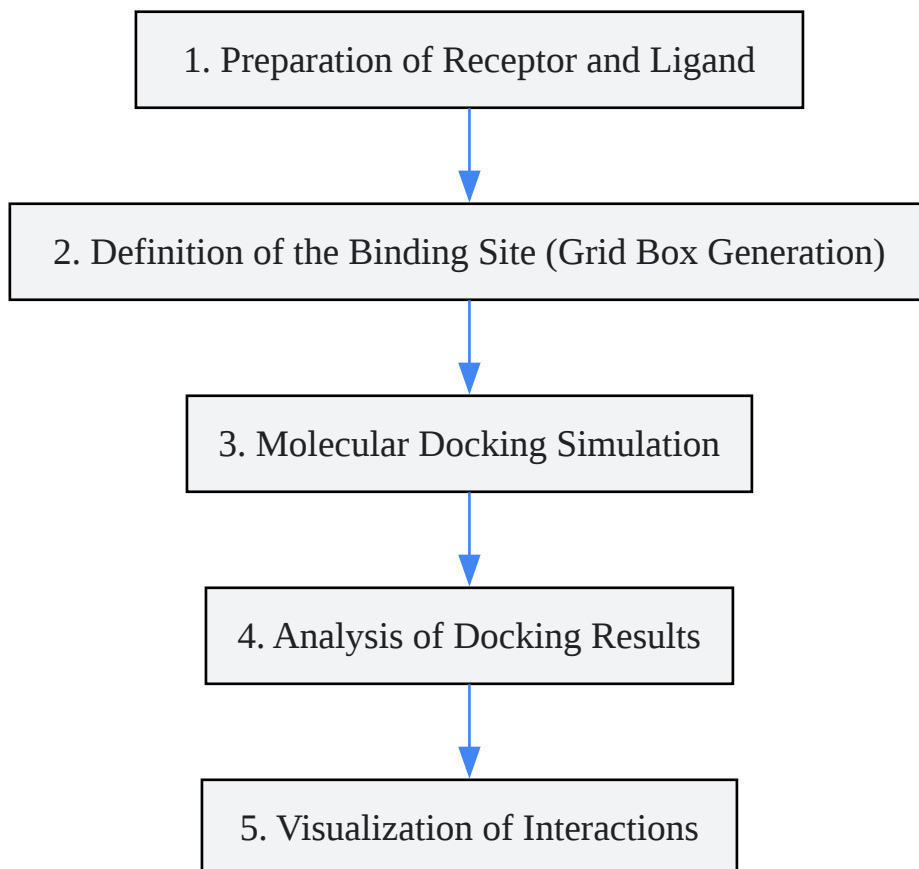 1. Preparation of Receptor and Ligand
2. Definition of the Binding Site (Grid Box Generation)
3. Molecular Docking Simulation
4. Analysis of Docking Results
5. Visualization of Interactions